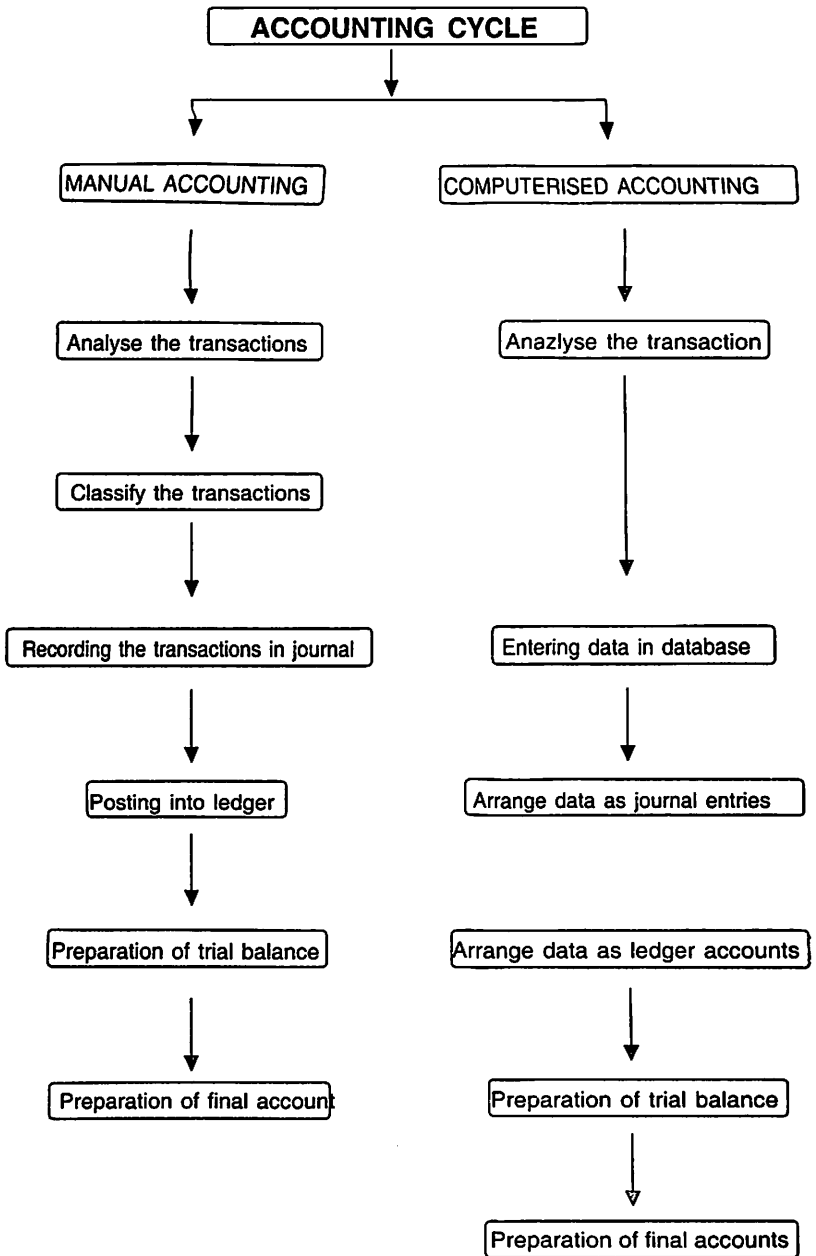 ACCOUNTING CYCLE
MANUAL ACCOUNTING
COMPUTERISED ACCOUNTING
Analyse the transactions
Anazlyse the transaction
Classify the transactions
Recording the transactions in journal
Entering data in database
Posting into ledger
Arrange data as journal entries
Preparation of trial balance
Arrange data as ledger accounts
Preparation of final account
Preparation of trial balance
Preparation of final accounts